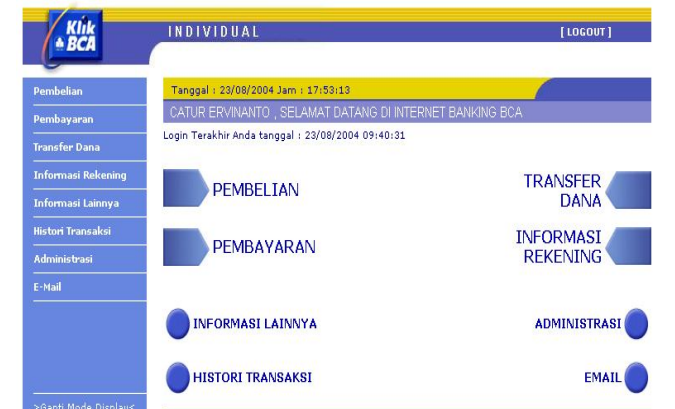 Klik
BCA
INDIVIDUAL
[ LOGOUT ]
Pembelian
Pembayaran
Transfer Dana
Informasi Rekening
Informasi Lainnya
Histori Transaksi
Administrasi
E-Mail
>Ganti Mode Display<
Tanggal : 23/08/2004 Jam : 17:53:13
CATUR ERVINANTO , SELAMAT DATANG DI INTERNET BANKING BCA
Login Terakhir Anda tanggal : 23/08/2004 09:40:31
PEMBELIAN
TRANSFER
DANA
PEMBAYARAN
INFORMASI
REKENING
INFORMASI LAINNYA
ADMINISTRASI
HISTORI TRANSAKSI
EMAIL